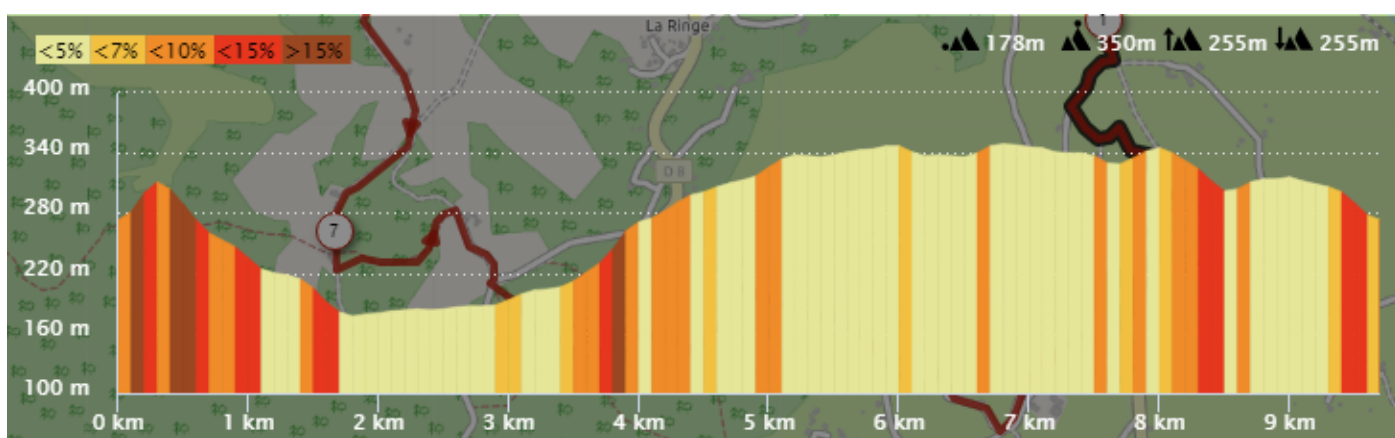 La Ringe
1
<5% <7% <10% <15% >15%
178m 350m 255m 255m
400 m
340 m
D 8
280 m
7
220 m
160 m
100 m
0 km 1 km 2 km 3 km 4 km 5 km 6 km 7 km 8 km 9 km